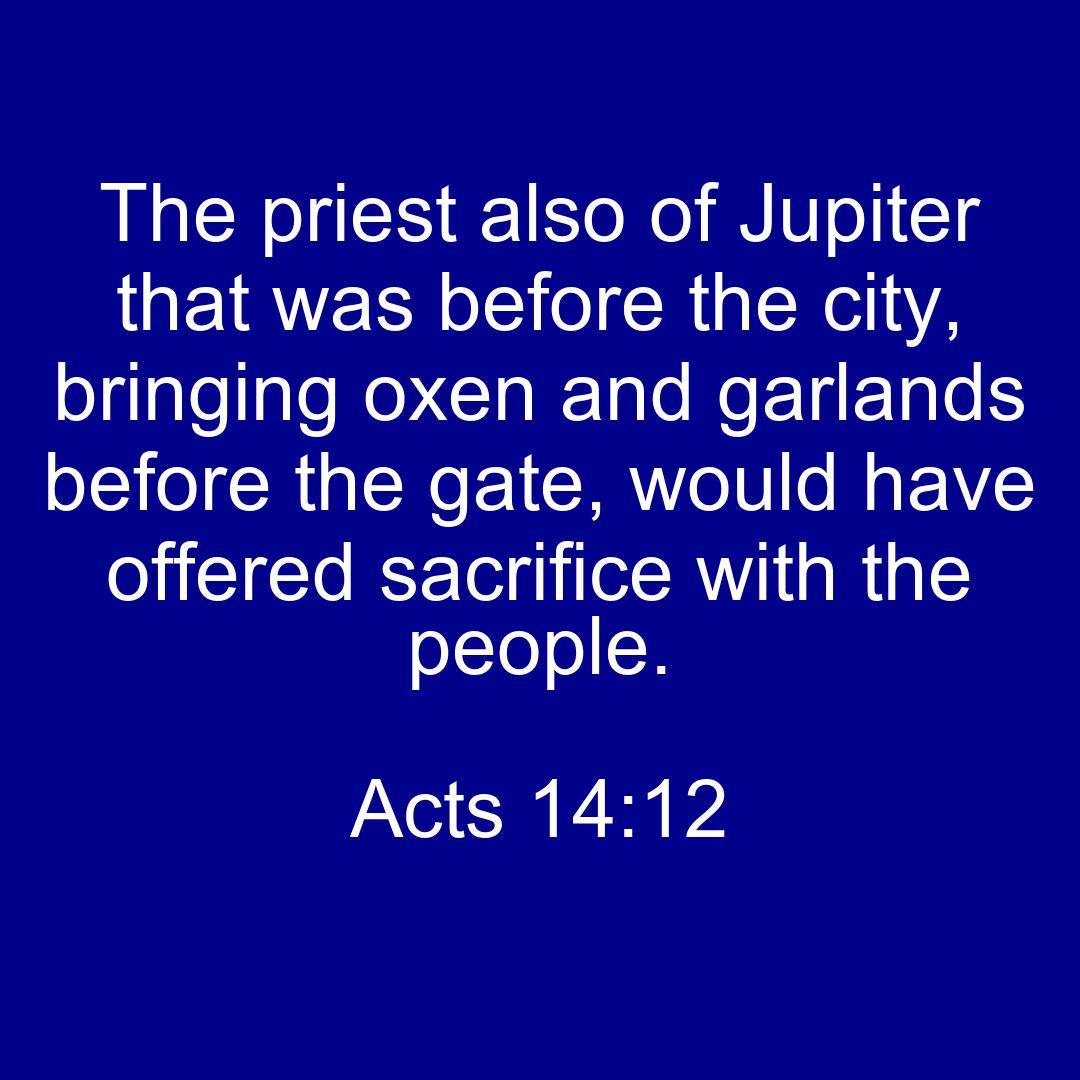 The priest also of Jupiter
that was before the city,
bringing oxen and garlands
before the gate, would have
offered sacrifice with the
people.
Acts 14:12